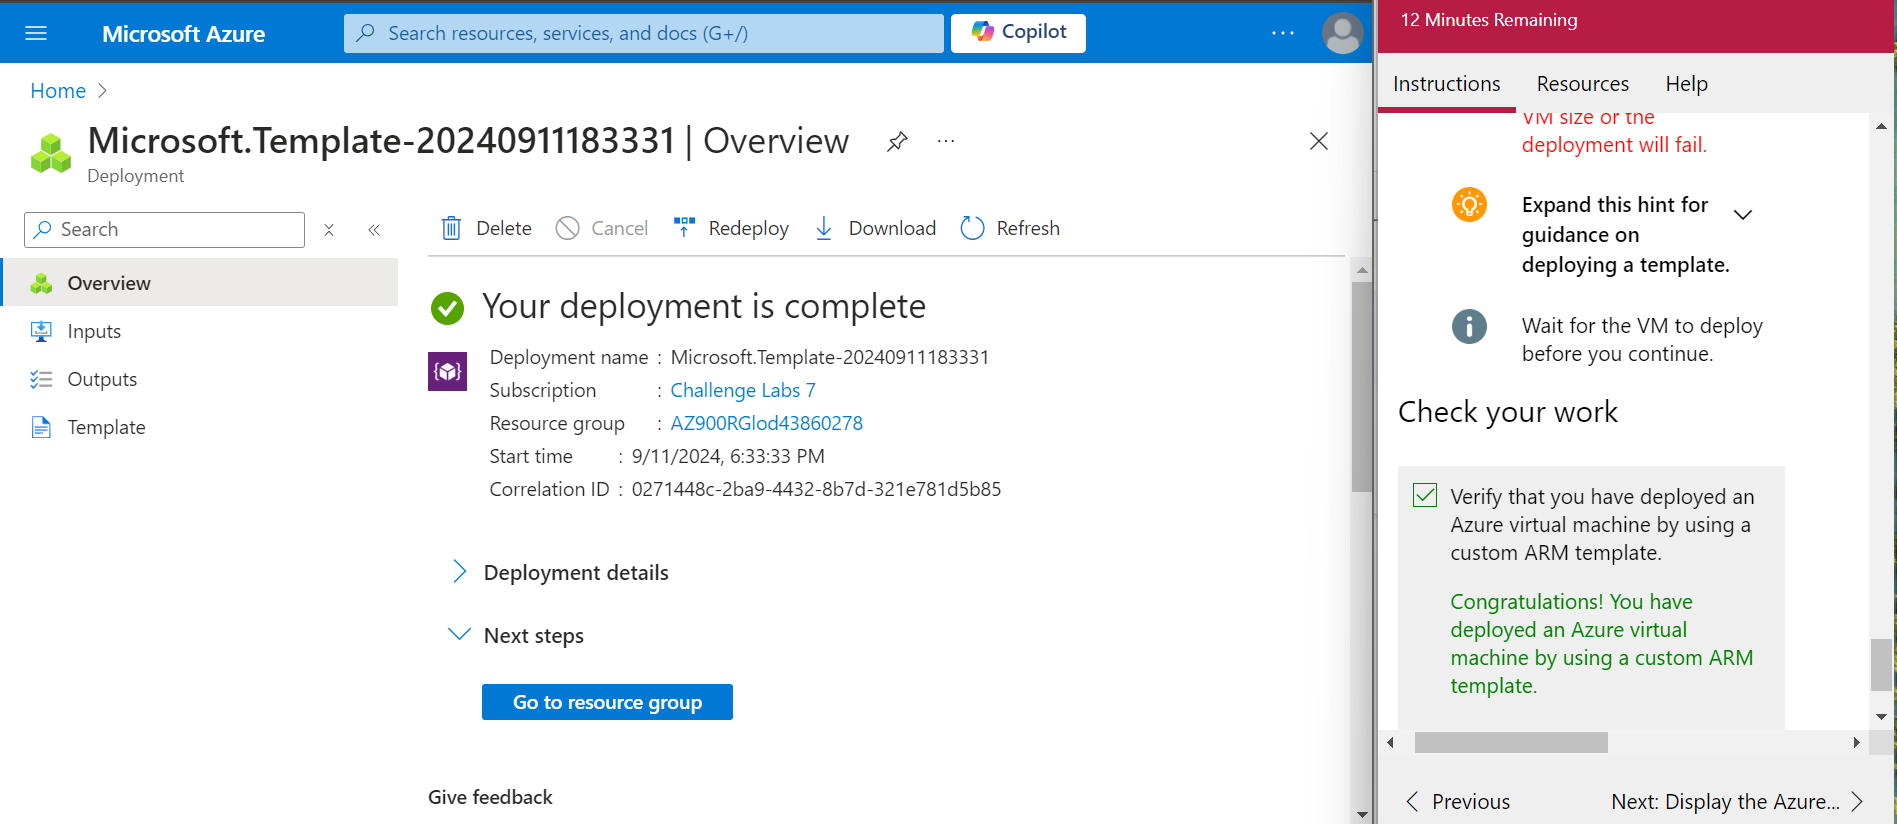 Microsoft Azure
Search resources, services, and docs (G+/)
Copilot
Home
Microsoft.Template-20240911183331 | Overview
Deployment
Search
Overview
Inputs
Outputs
Template
Delete
Cancel
Redeploy
Download
Refresh
Your deployment is complete
Deployment name : Microsoft.Template-20240911183331
Subscription : Challenge Labs 7
Resource group : AZ900RGlod43860278
Start time : 9/11/2024, 6:33:33 PM
Correlation ID : 0271448c-2ba9-4432-8b7d-321e781d5b85
Deployment details
Next steps
Go to resource group
Give feedback
12 Minutes Remaining
Instructions
Resources
Help
VM size or the
deployment will fail.
Expand this hint for
guidance on
deploying a template.
Wait for the VM to deploy
before you continue.
Check your work
Verify that you have deployed an
Azure virtual machine by using a
custom ARM template.
Congratulations! You have
deployed an Azure virtual
machine by using a custom ARM
template.
Previous
Next: Display the Azure...